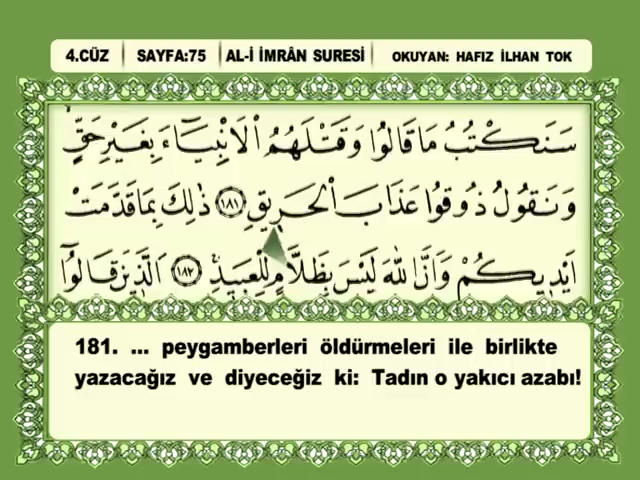 4.CÜZ SAYFA:75 AL-İ İMRÂN SURESİ OKUYAN: HAFIZ İLHAN TOK
سَنَكْتُبُ مَا قَالُوا وَقَتْلَهُمُ الْاَنْبِيَٓاءَ بِغَيْرِ حَقٍّ
وَنَقُولُ ذُوقُوا عَذَابَ الْحَرِيقِ ﴿١٨١﴾ ذٰلِكَ بِمَا قَدَّمَتْ
اَيْدِيكُمْ وَاَنَّ اللّٰهَ لَيْسَ بِظَلَّامٍ لِلْعَبِيدِ ﴿١٨٢﴾ اَلَّذِينَ قَالُٓوا
181. ... peygamberleri öldürmeleri ile birlikte
yazacağız ve diyeceğiz ki: Tadın o yakıcı azabı!